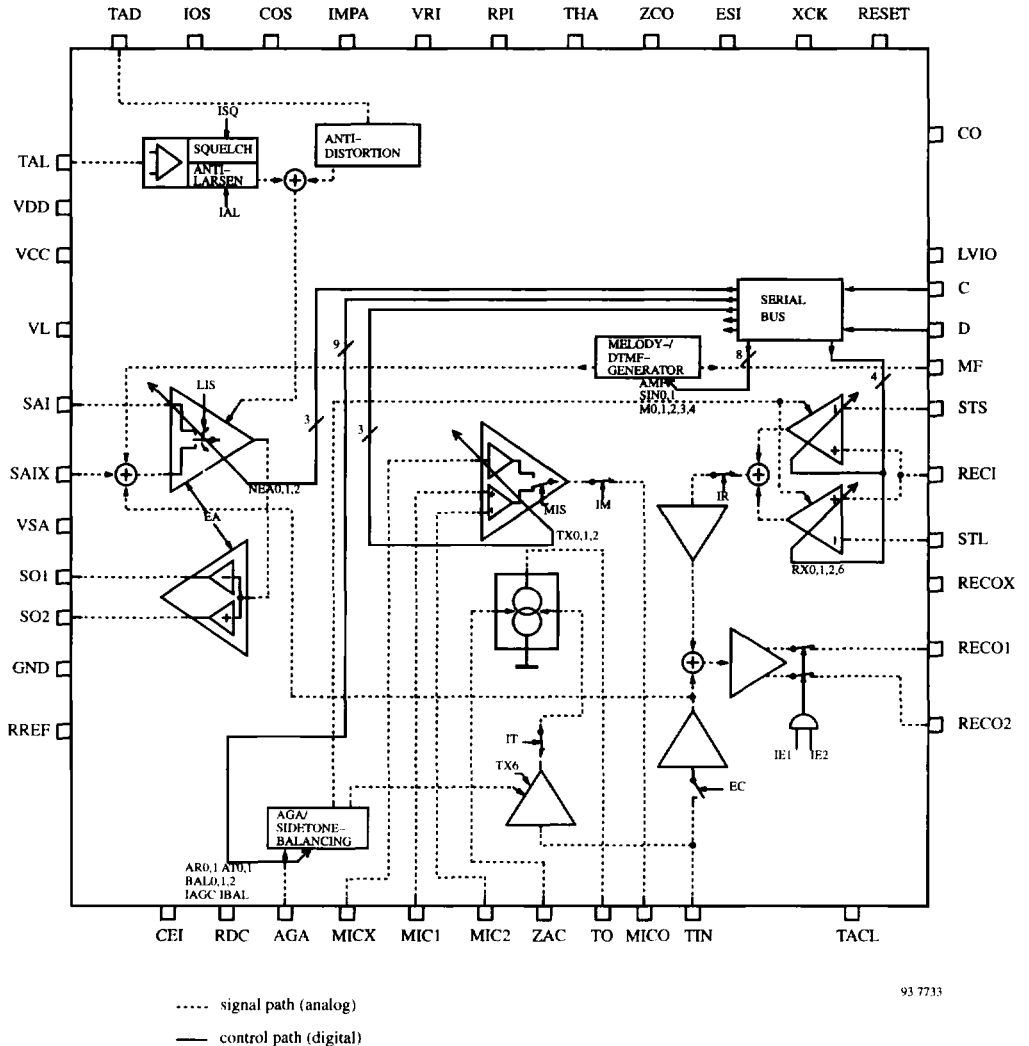 TAD IOS COS IMPA VRI RPI THA ZCO ESI XCK RESET
ISQ
ANTI-
DISTORTION
CO
SQUELCH
TAL
ANTI-
LARSEN
IAL
VDD
VCC
LVIO
SERIAL
BUS
C
D
VL
9
MELODY-/
DTMF-
GENERATOR
8
MF
AMF
SIN0,1
M0,1,2,3,4
4
LIS
SAI
STS
3
3
SAIX
RECI
NEA0,1,2
MIS
IM
IR
EA
VSA
TX0,1,2
STL
RX0,1,2,6
SO1
RECOX
SO2
RECO1
GND
RREF
RECO2
IT
IE1
IE2
TX6
EC
AGA/
SIDETONE-
BALANCING
AR0,1 AT0,1
BAL0,1,2
IAGC IBAL
CEI RDC AGA MICX MIC1 MIC2 ZAC TO MICO TIN TACL
93 7733
signal path (analog)
control path (digital)